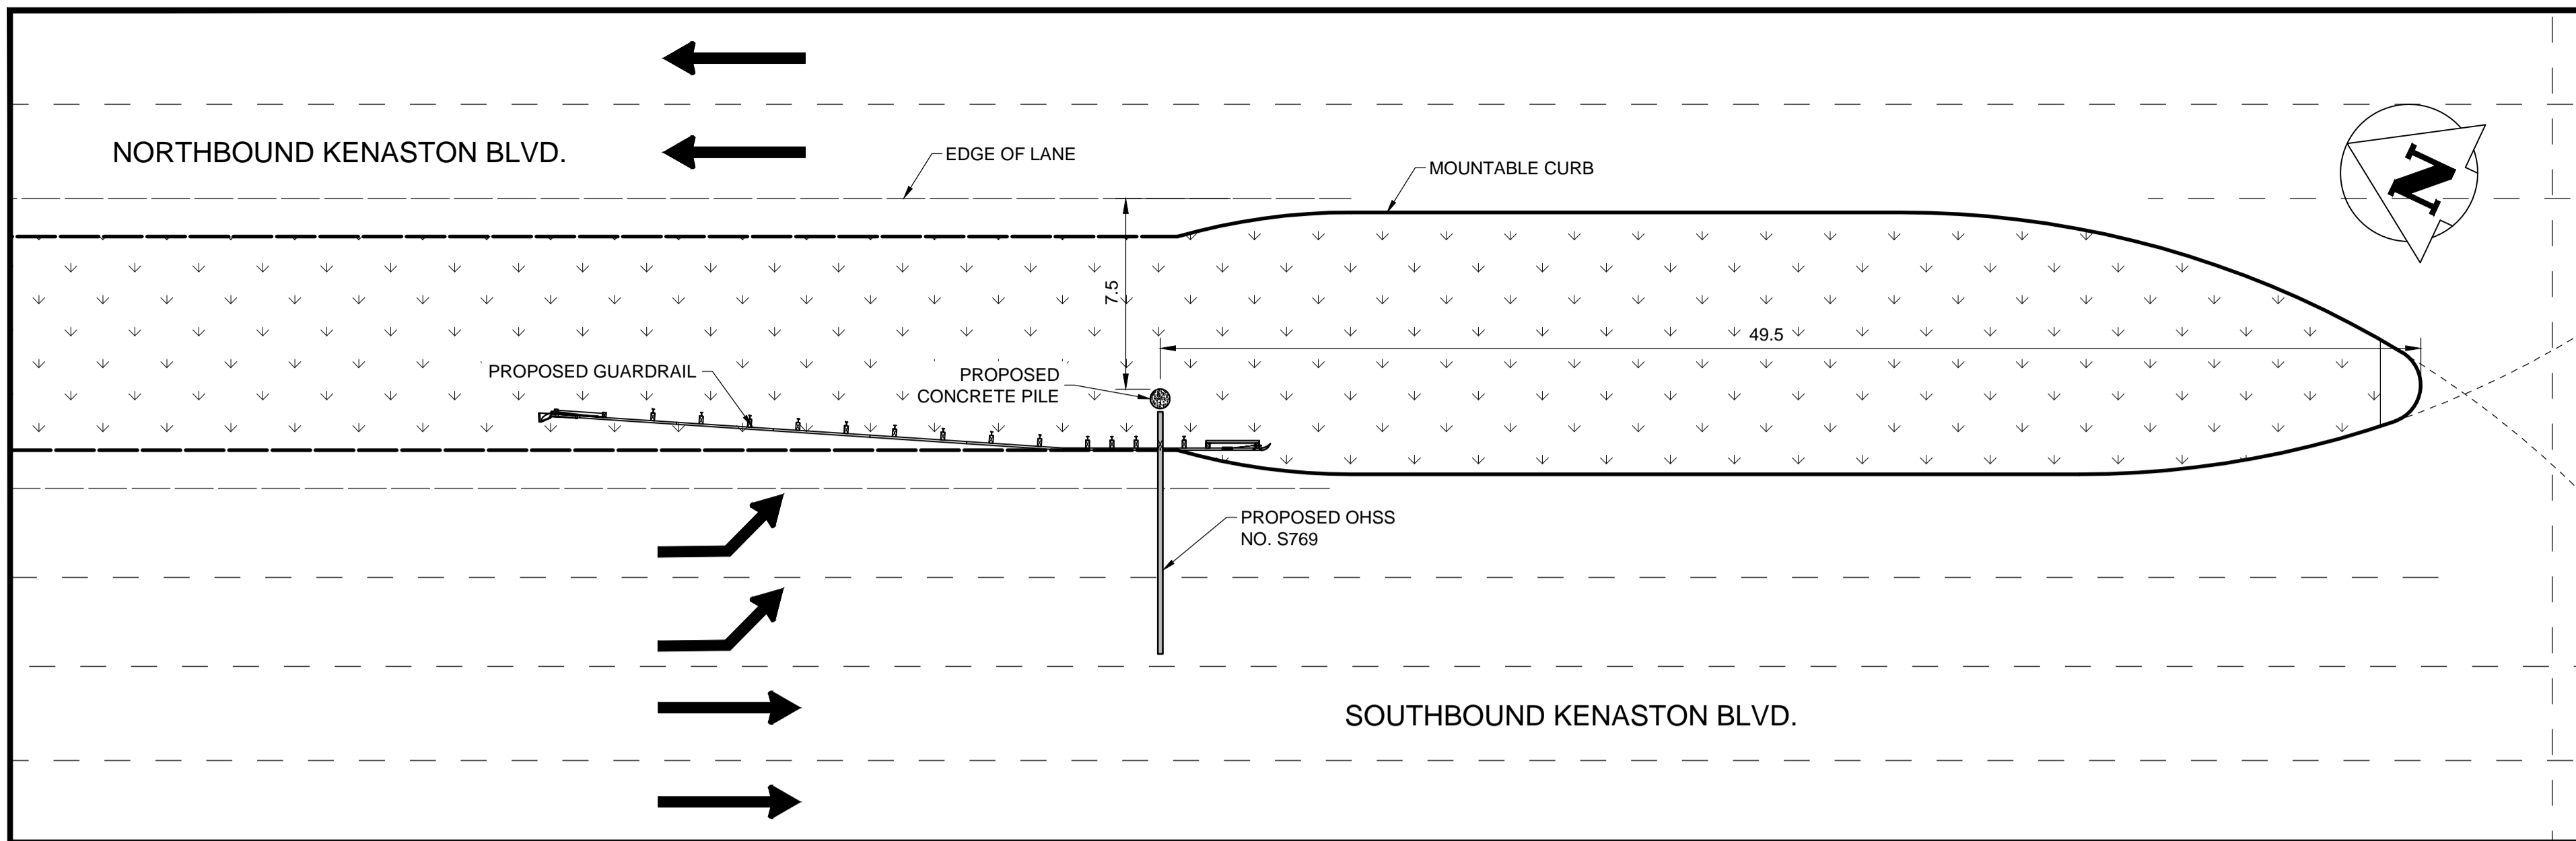 NORTHBOUND KENASTON BLVD.
EDGE OF LANE
MOUNTABLE CURB
N
7.5
49.5
PROPOSED GUARDRAIL
PROPOSED
CONCRETE PILE
PROPOSED OHSS
NO. S769
SOUTHBOUND KENASTON BLVD.